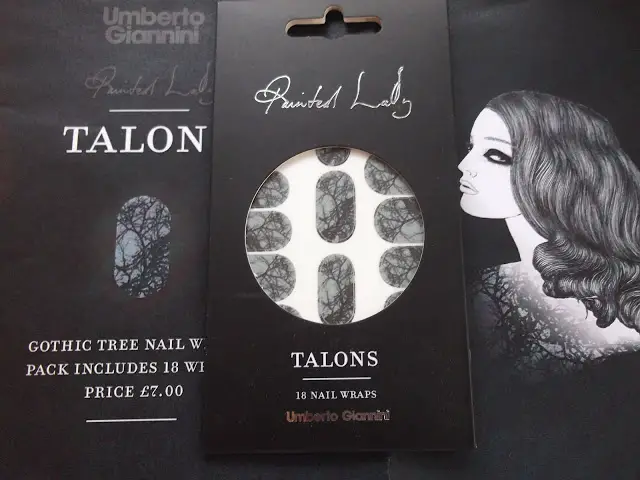 Umberto
Giannini
Painted Lady
TALON
GOTHIC TREE NAIL W
PACK INCLUDES 18 W
PRICE £7.00
Painted Lady
TALONS
18 NAIL WRAPS
Umberto Giannini